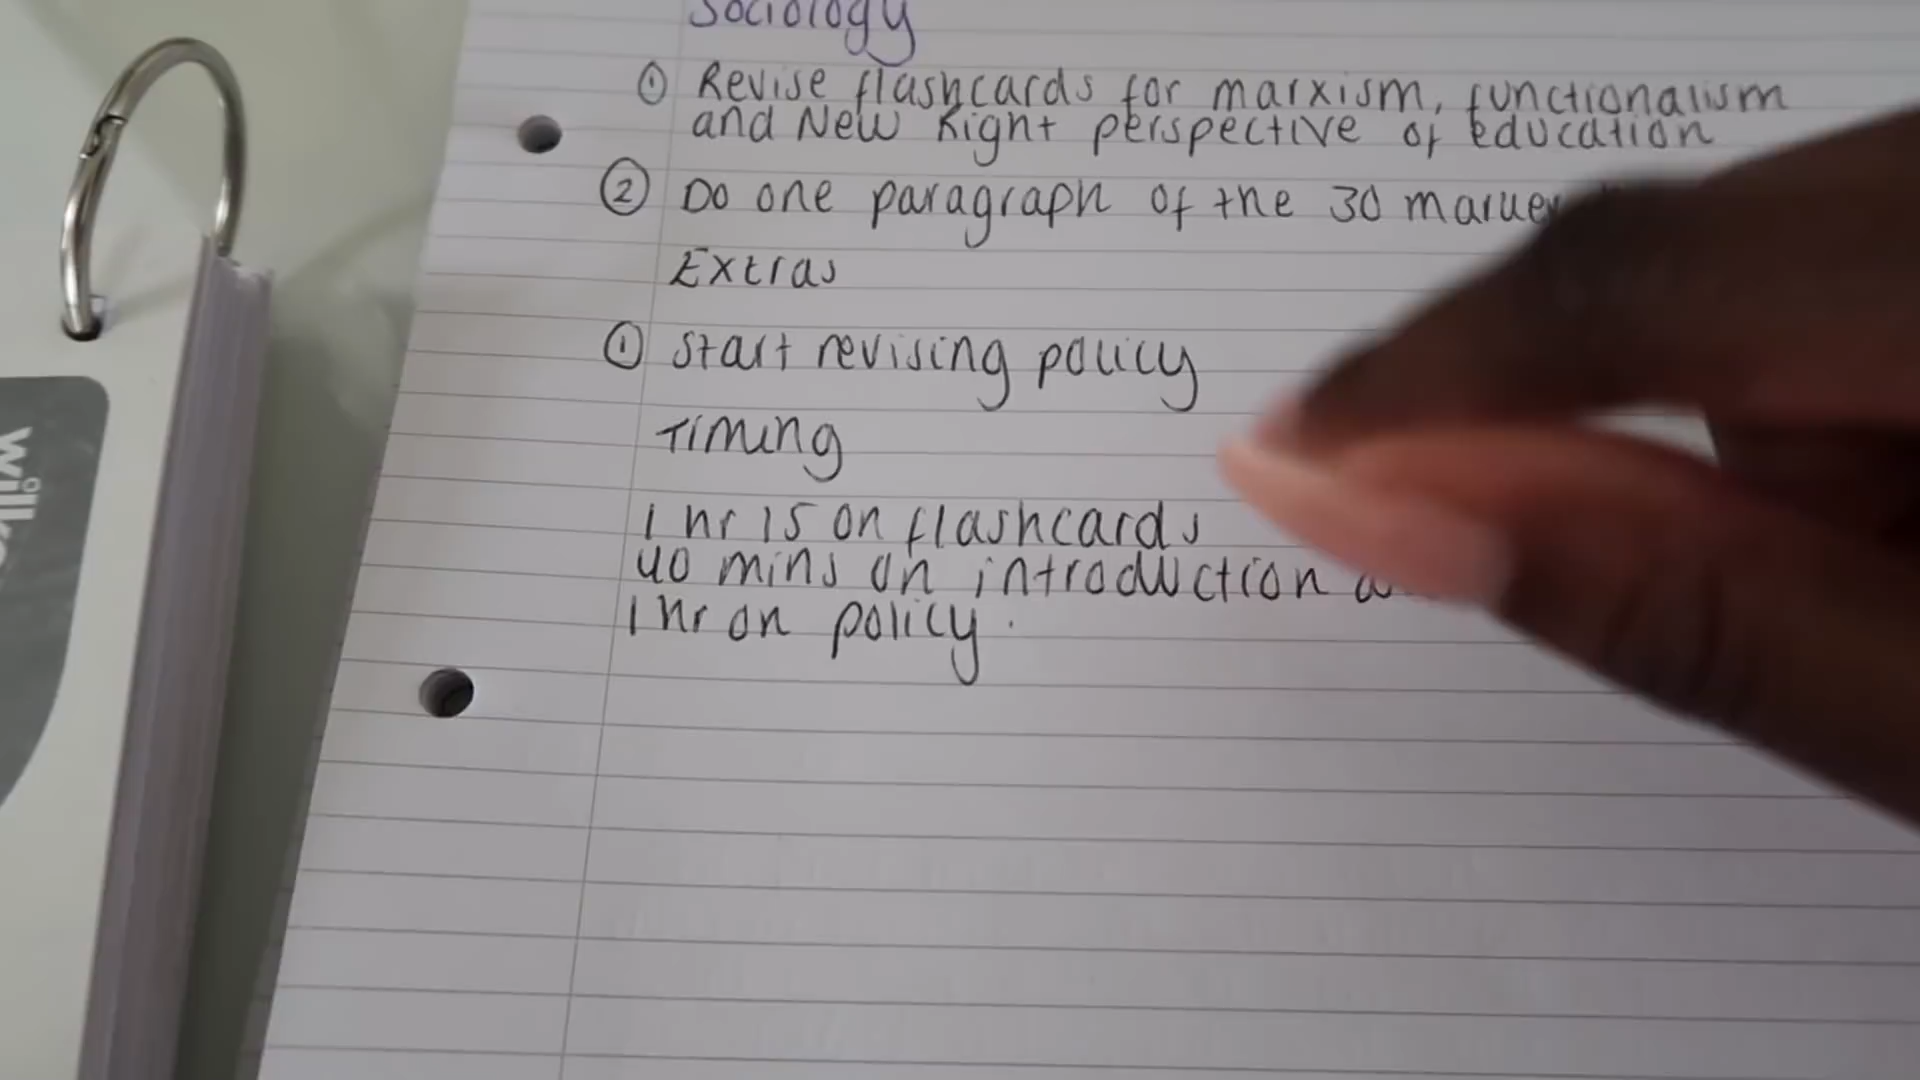 Sociology
① Revise flashcards for marxism, functionalism
and New Right perspective of education
② Do one paragraph of the 30 marker
Extras
① Start revising policy
Timing
1 hr 15 on flashcards
40 mins on introduction
1 hr on policy.
wilko